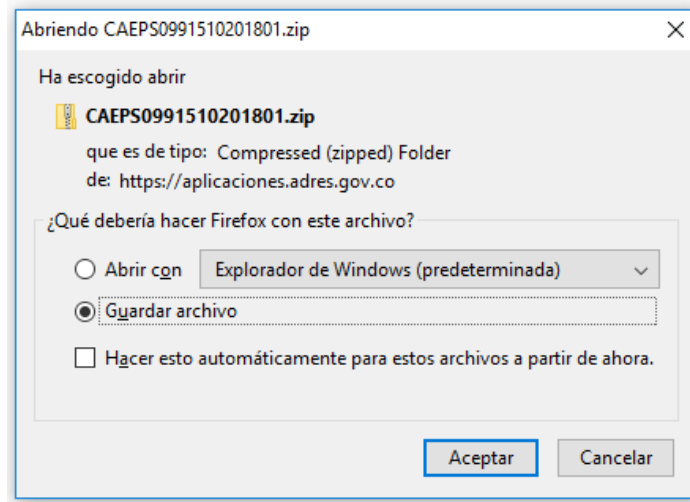 Abriendo CAEPS0991510201801.zip
Ha escogido abrir
CAEPS0991510201801.zip
que es de tipo: Compressed (zipped) Folder
de: https://aplicaciones.adres.gov.co
¿Qué debería hacer Firefox con este archivo?
Abrir con Explorador de Windows (predeterminada)
Guardar archivo
Hacer esto automáticamente para estos archivos a partir de ahora.
Aceptar Cancelar